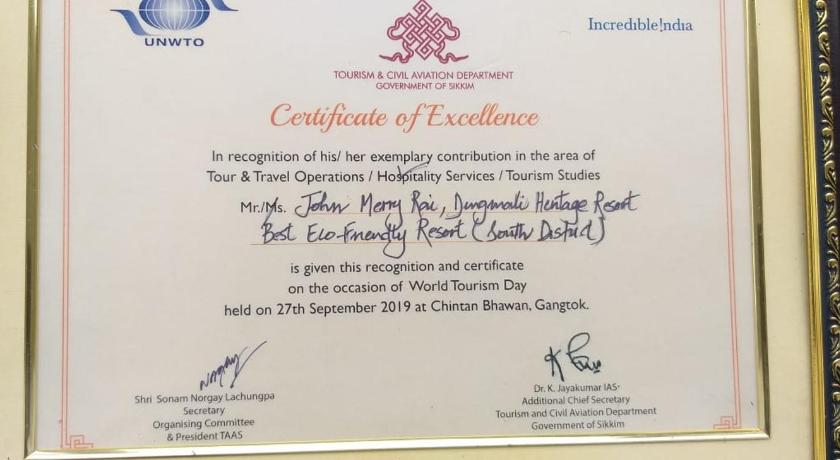 UNWTO
Incredible!ndia
TOURISM & CIVIL AVIATION DEPARTMENT
GOVERNMENT OF SIKKIM
Certificate of Excellence
In recognition of his/ her exemplary contribution in the area of
Tour & Travel Operations / Hospitality Services / Tourism Studies
Mr./Ms. John Merry Rai, Dungmali Heritage Resort
Best Eco-Friendly Resort (South District)
is given this recognition and certificate
on the occasion of World Tourism Day
held on 27th September 2019 at Chintan Bhawan, Gangtok.
Norgay
Shri Sonam Norgay Lachungpa
Secretary
Organising Committee
& President TAAS
Dr. K. Jayakumar IAS
Additional Chief Secretary
Tourism and Civil Aviation Department
Government of Sikkim